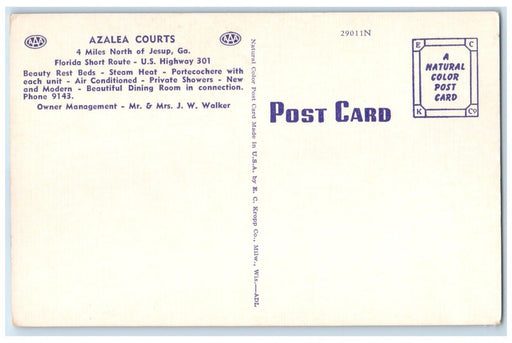 AAA
AZALEA COURTS
AAA
4 Miles North of Jesup, Ga.
Florida Short Route - U.S. Highway 301
Beauty Rest Beds - Steam Heat - Portecochere with
each unit - Air Conditioned - Private Showers - New
and Modern - Beautiful Dining Room in connection.
Phone 9143.
Owner Management - Mr. & Mrs. J. W. Walker
Natural Color Post Card Made in U.S.A. by E. C. Kropp Co., Milw., Wis.—ADL
29011N
POST CARD
E C
A
NATURAL
COLOR
POST
CARD
K Co